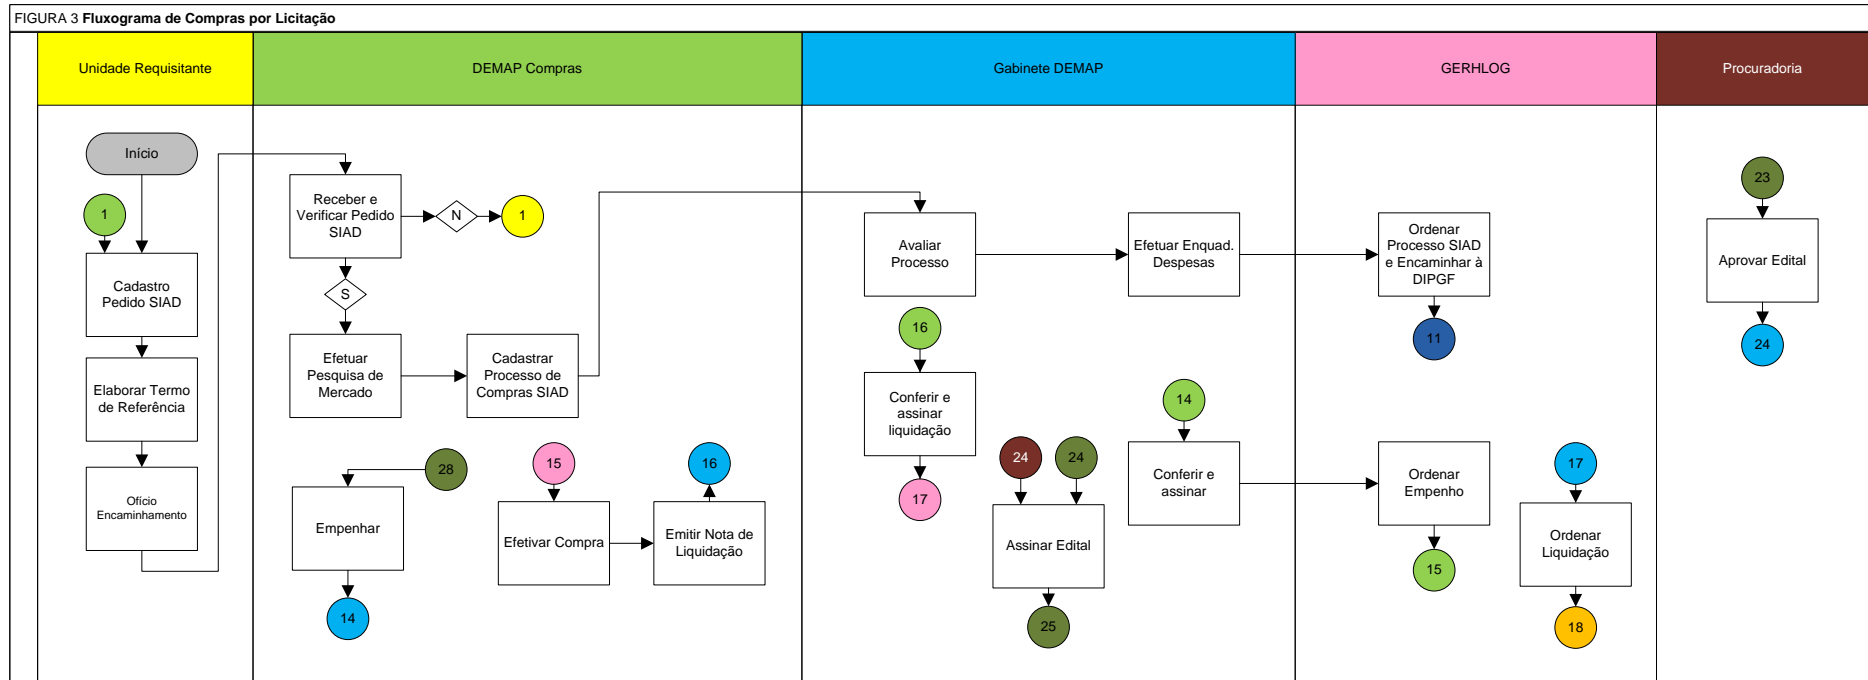 FIGURA 3 Fluxograma de Compras por Licitação
Unidade Requisitante
DEMAP Compras
Gabinete DEMAP
GERHLOG
Procuradoria
Início
1
Cadastro
Pedido SIAD
Elaborar Termo
de Referência
Ofício
Encaminhamento
Receber e
Verificar Pedido
SIAD
N
1
S
Efetuar
Pesquisa de
Mercado
Cadastrar
Processo de
Compras SIAD
28
Empenhar
14
15
Efetivar Compra
16
Emitir Nota de
Liquidação
Avaliar
Processo
Efetuar Enquad.
Despesas
16
Conferir e
assinar
liquidação
17
24
24
Assinar Edital
25
14
Conferir e
assinar
Ordenar
Processo SIAD
e Encaminhar à
DIPGF
11
Ordenar
Empenho
15
17
Ordenar
Liquidação
18
23
Aprovar Edital
24